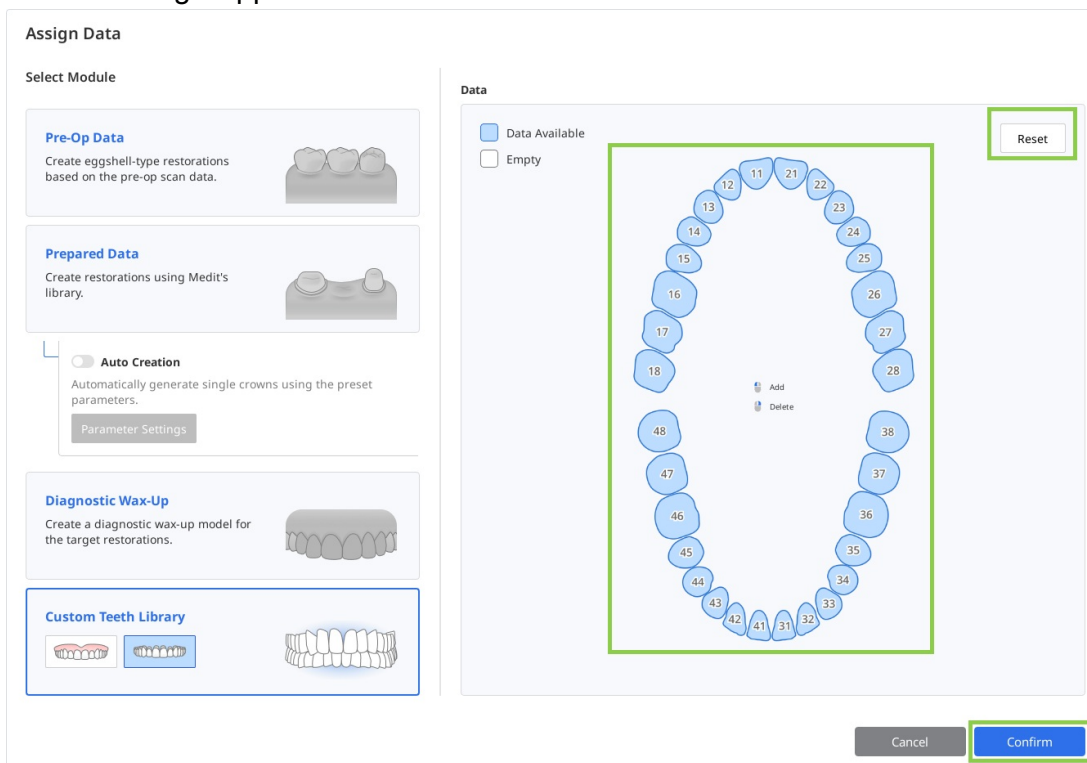 Assign Data
Select Module
Pre-Op Data
Create eggshell-type restorations
based on the pre-op scan data.
Prepared Data
Create restorations using Medit's
library.
Auto Creation
Automatically generate single crowns using the preset
parameters.
Parameter Settings
Diagnostic Wax-Up
Create a diagnostic wax-up model for
the target restorations.
Custom Teeth Library
Data
Data Available
Empty
Reset
11 21
12 22
13 23
14 24
15 25
16 26
17 27
18 28
Add
Delete
48 38
47 37
46 36
45 35
44 34
43 33
42 41 31 32
Cancel
Confirm